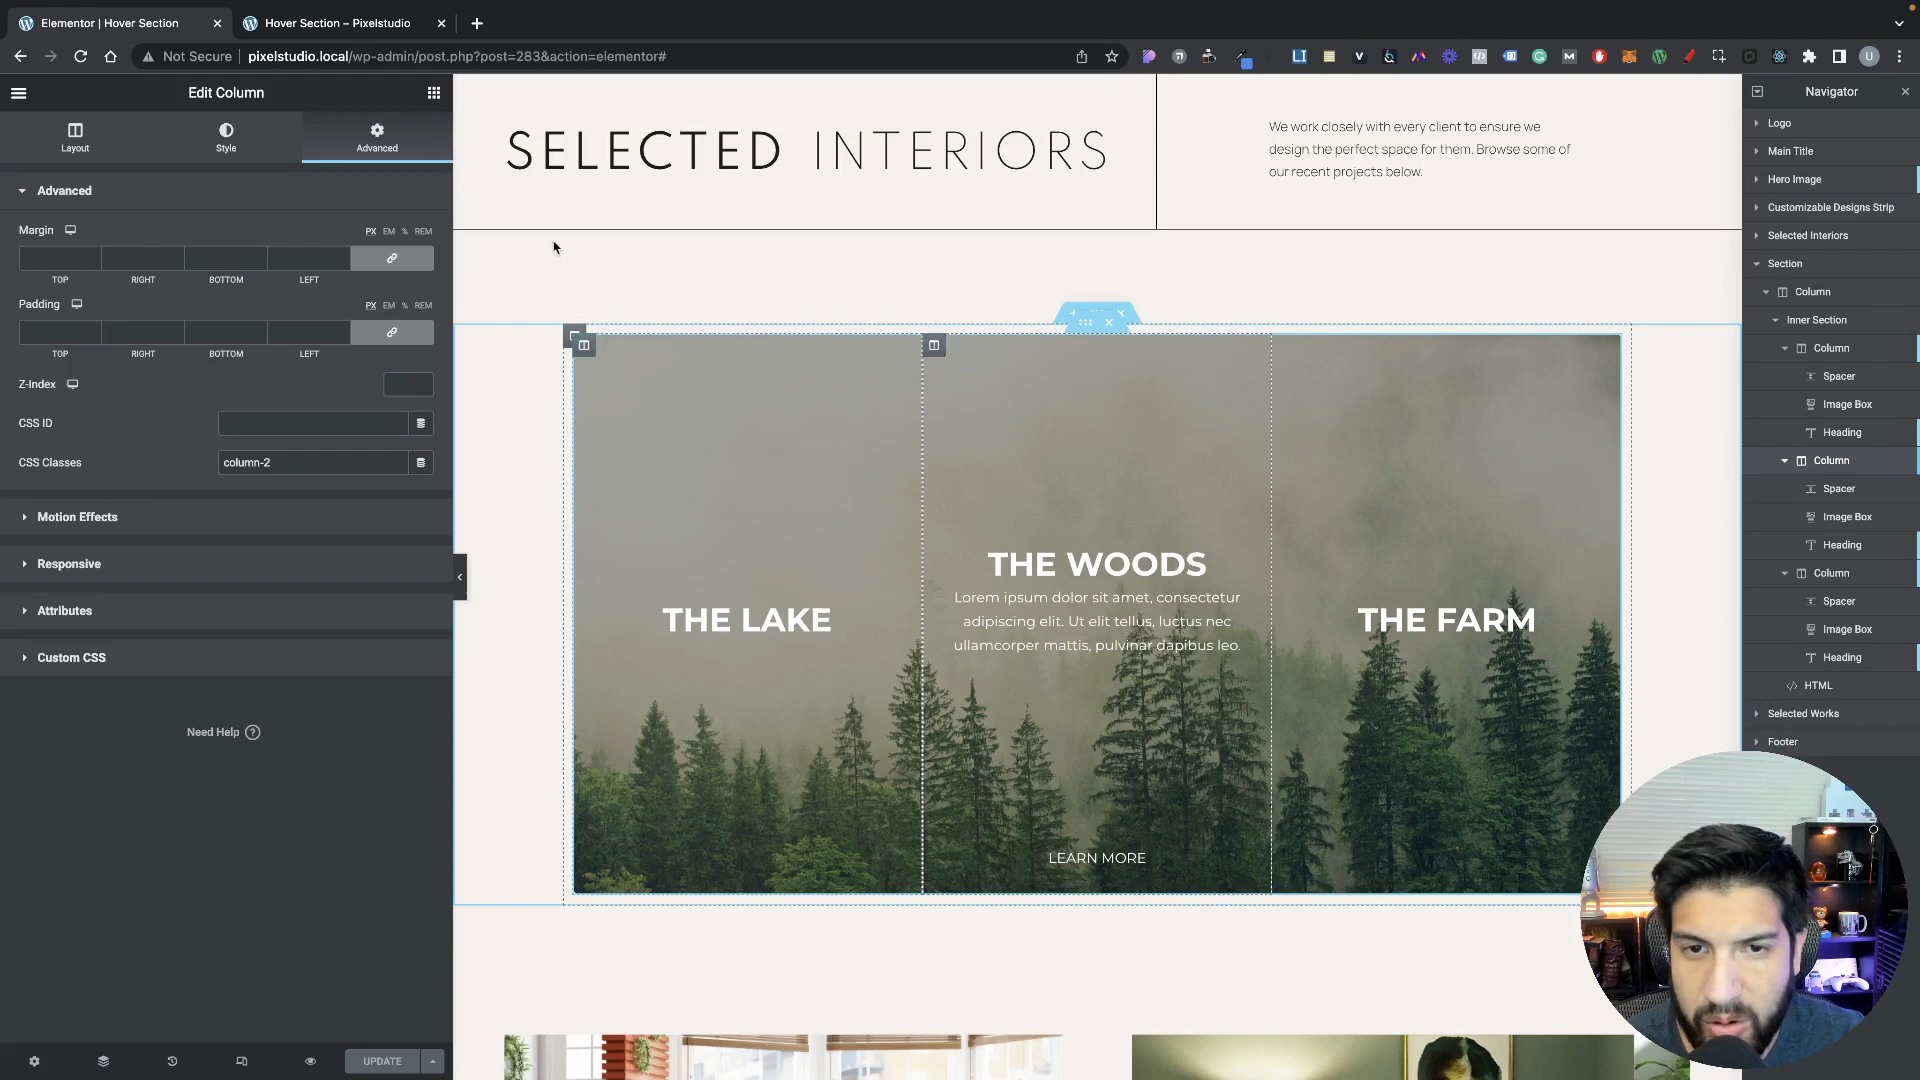 Elementor | Hover Section
Hover Section – Pixelstudio
Not Secure
pixelstudio.local/wp-admin/post.php?post=283&action=elementor#
Edit Column
Layout
Style
Advanced
Advanced
Margin
PX EM % REM
TOP RIGHT BOTTOM LEFT
Padding
PX EM % REM
TOP RIGHT BOTTOM LEFT
Z-Index
CSS ID
CSS Classes
column-2
Motion Effects
Responsive
Attributes
Custom CSS
Need Help
UPDATE
SELECTED INTERIORS
We work closely with every client to ensure we
design the perfect space for them. Browse some of
our recent projects below.
THE LAKE
THE WOODS
Lorem ipsum dolor sit amet, consectetur
adipiscing elit. Ut elit tellus, luctus nec
ullamcorper mattis, pulvinar dapibus leo.
LEARN MORE
THE FARM
Navigator
Logo
Main Title
Hero Image
Customizable Designs Strip
Selected Interiors
Section
Column
Inner Section
Column
Spacer
Image Box
Heading
Column
Spacer
Image Box
Heading
Column
Spacer
Image Box
Heading
HTML
Selected Works
Footer